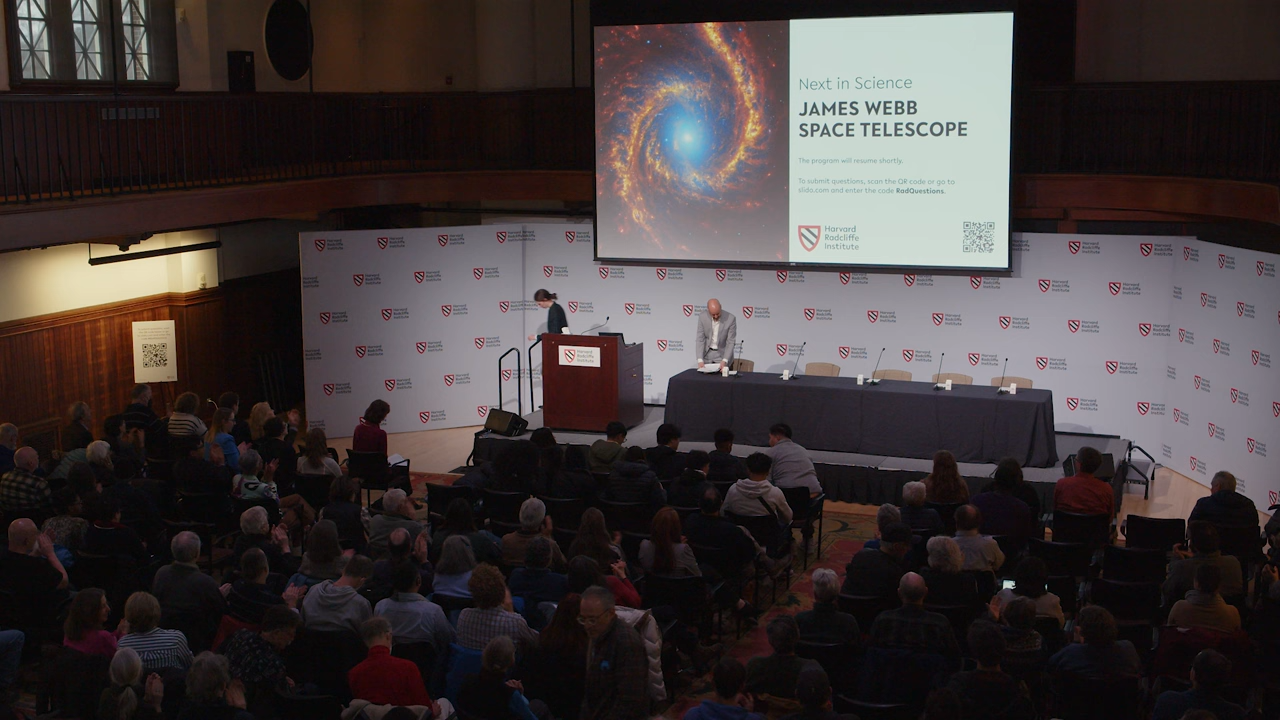 Next in Science
JAMES WEBB
SPACE TELESCOPE
The program will resume shortly.
To submit questions, scan the QR code or go to
slido.com and enter the code RadQuestions.
Harvard
Radcliffe
Institute
Harvard
Radcliffe
Institute